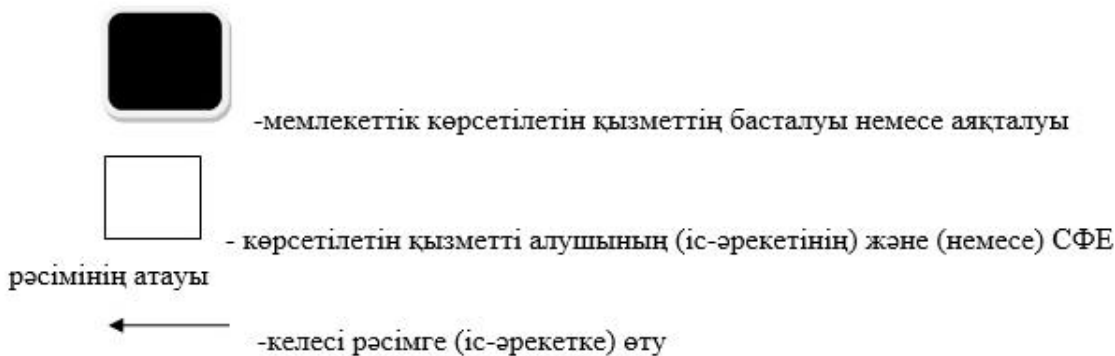 -мемлекеттік көрсетілетін қызметтің басталуы немесе аяқталуы
- көрсетілетін қызметті алушының (іс-әрекетінің) және (немесе) СФЕ
рәсімінің атауы
-келесі рәсімге (іс-әрекетке) өту